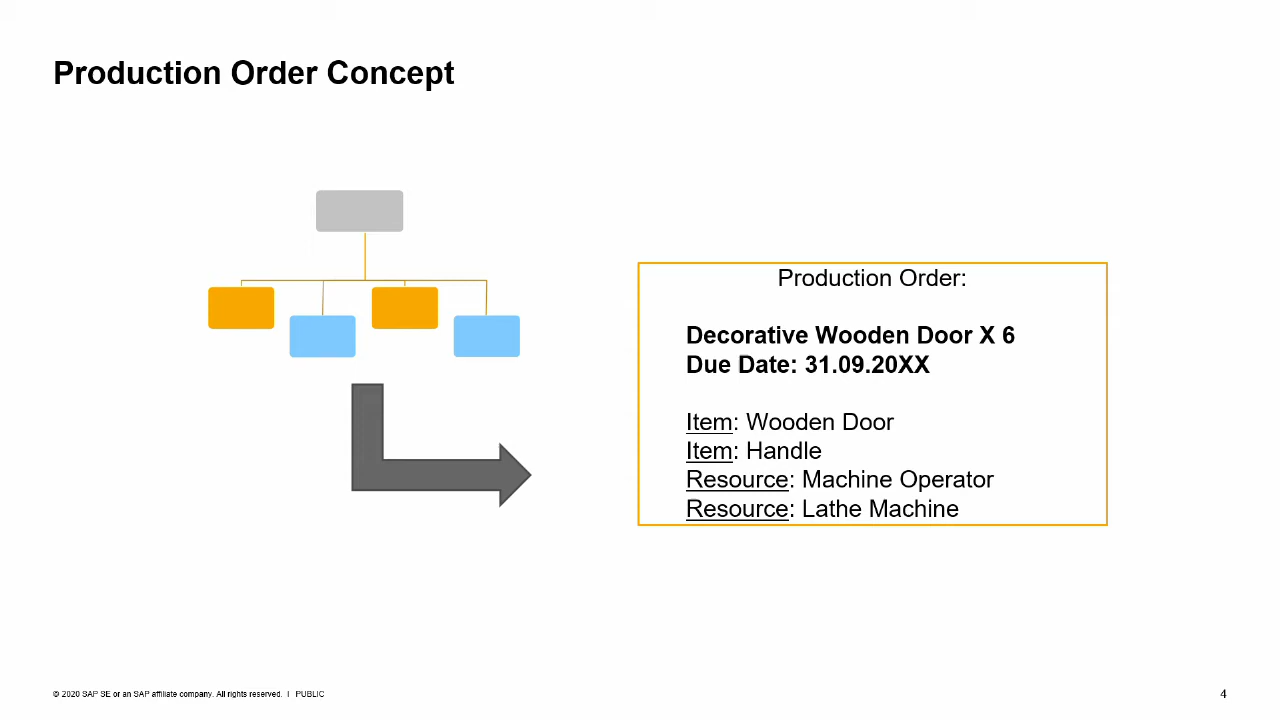 Production Order Concept
Production Order:
Decorative Wooden Door X 6
Due Date: 31.09.20XX
Item: Wooden Door
Item: Handle
Resource: Machine Operator
Resource: Lathe Machine
© 2020 SAP SE or an SAP affiliate company. All rights reserved. I PUBLIC
4